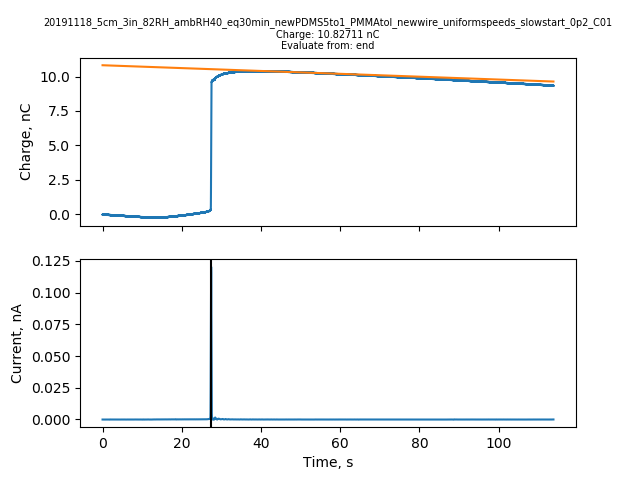 20191118_5cm_3in_82RH_ambRH40_eq30min_newPDMS5to1_PMMAtol_newwire_uniformspeeds_slowstart_0p2_C01
Charge: 10.82711 nC
Evaluate from: end
10.0
7.5
5.0
2.5
0.0
Charge, nC
0.125
0.100
0.075
0.050
0.025
0.000
Current, nA
0 20 40 60 80 100
Time, s